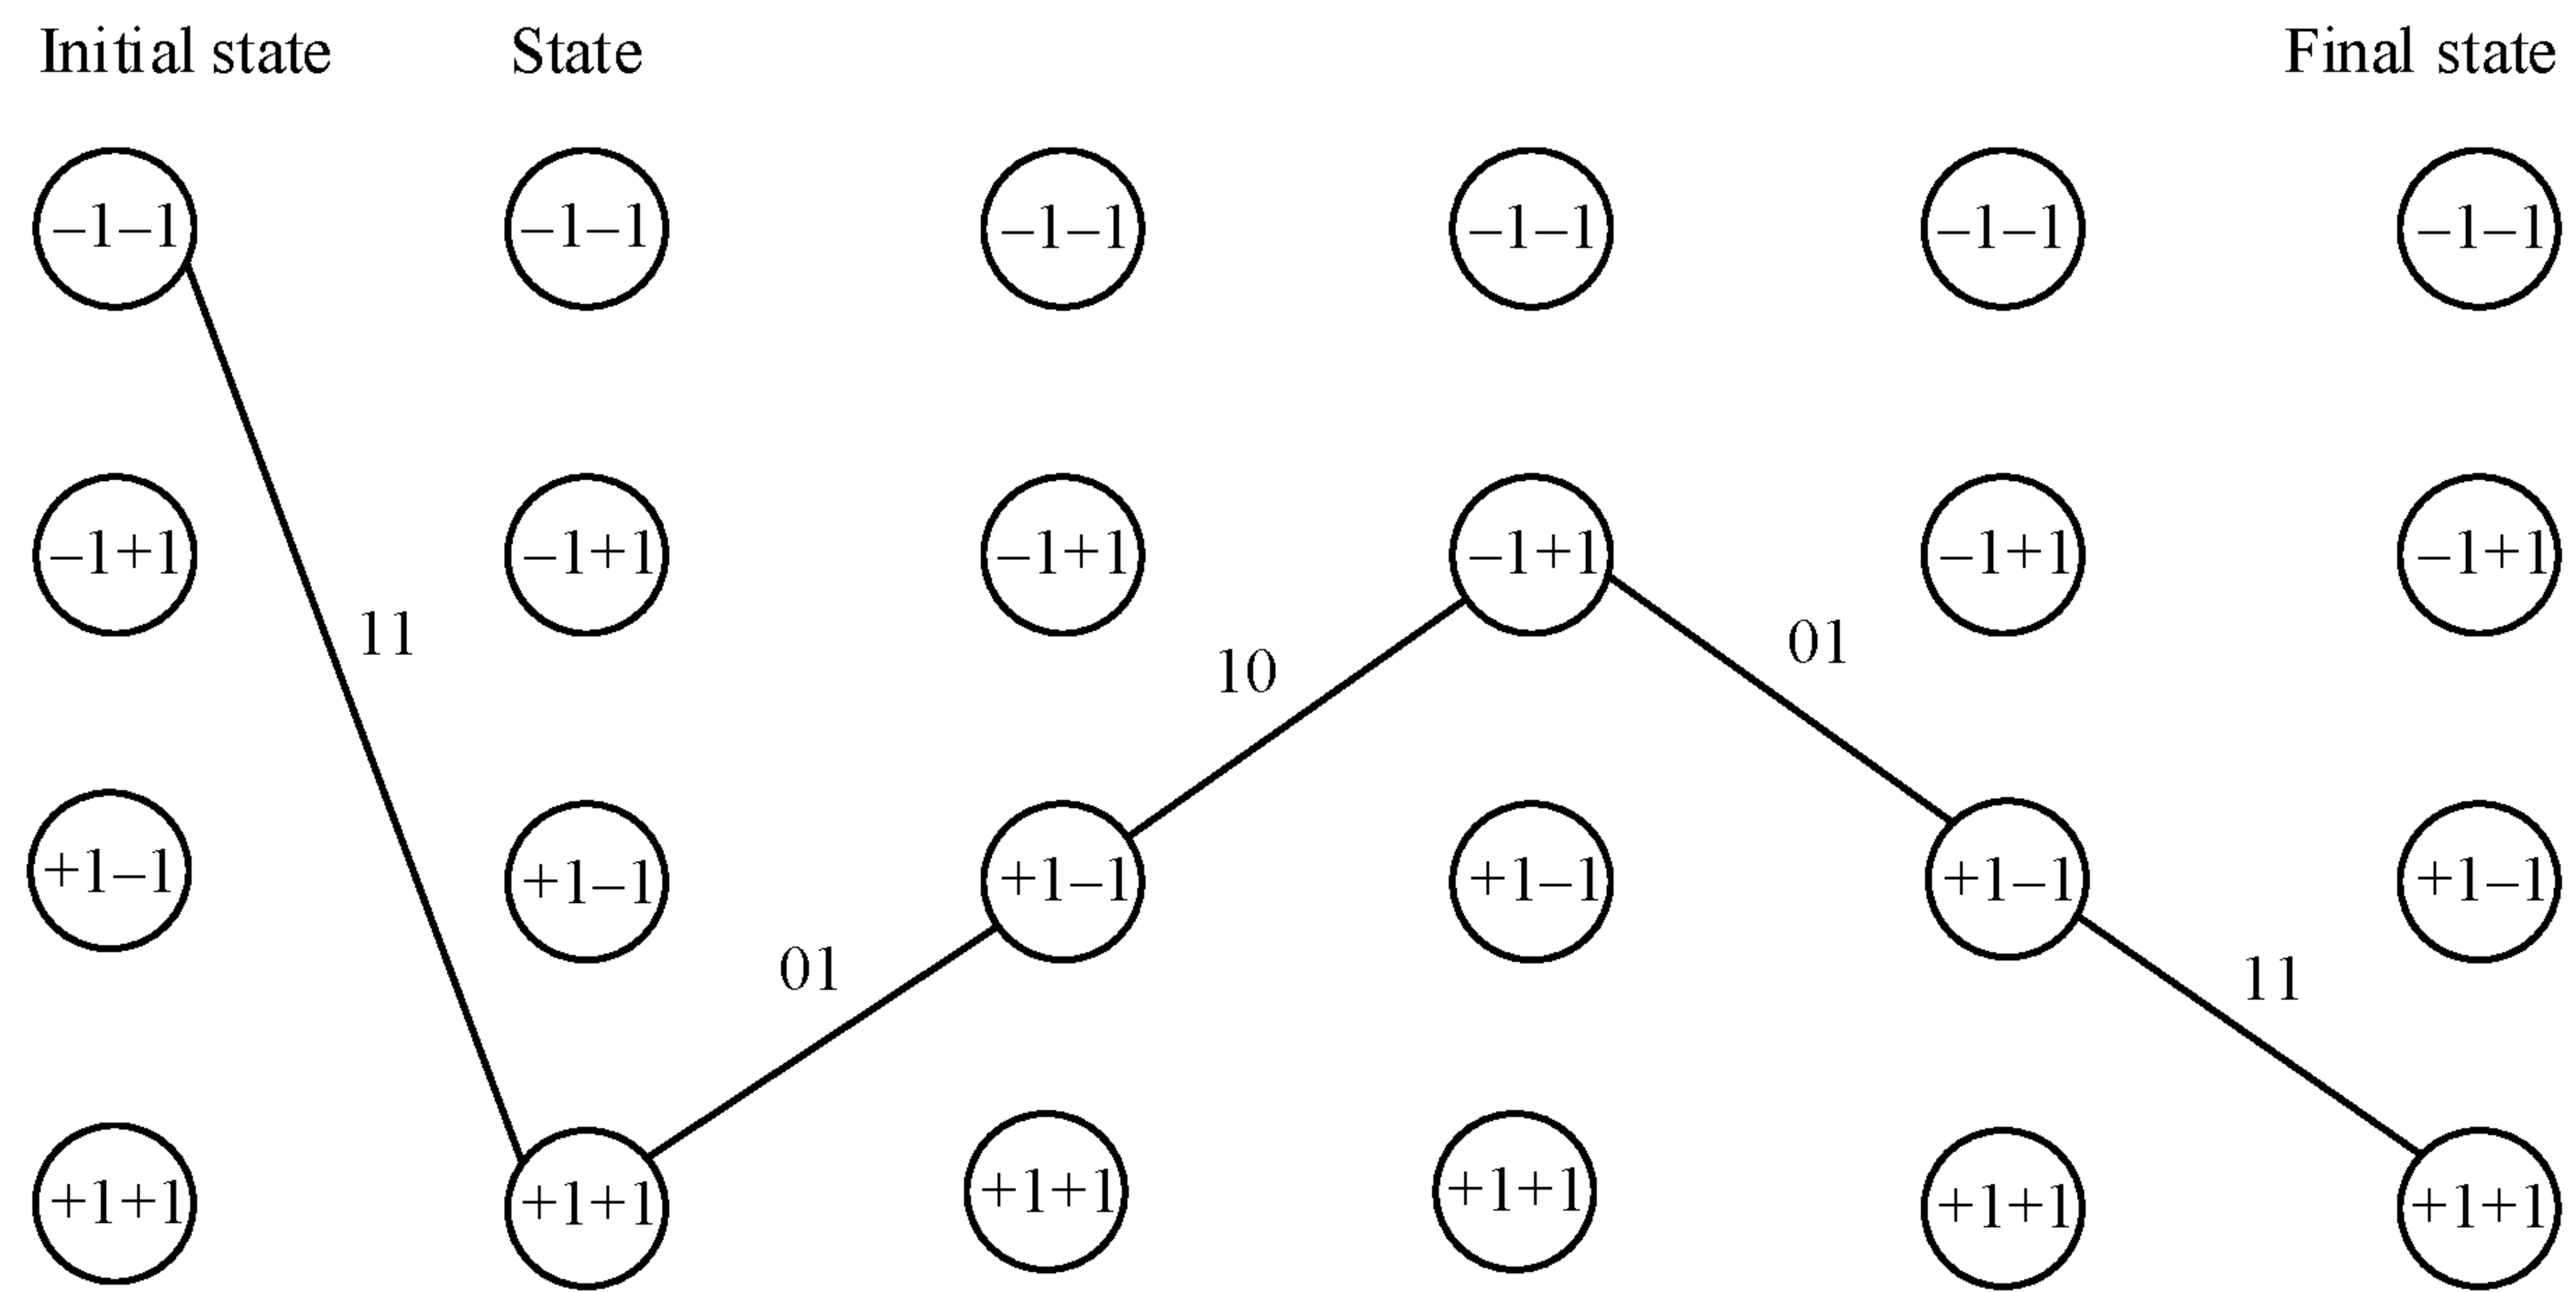 Initial state State Final state
–1–1 –1–1 –1–1 –1–1 –1–1 –1–1
–1+1 –1+1 –1+1 –1+1 –1+1 –1+1
11 10 01
+1–1 +1–1 +1–1 +1–1 +1–1 +1–1
01 11
+1+1 +1+1 +1+1 +1+1 +1+1 +1+1